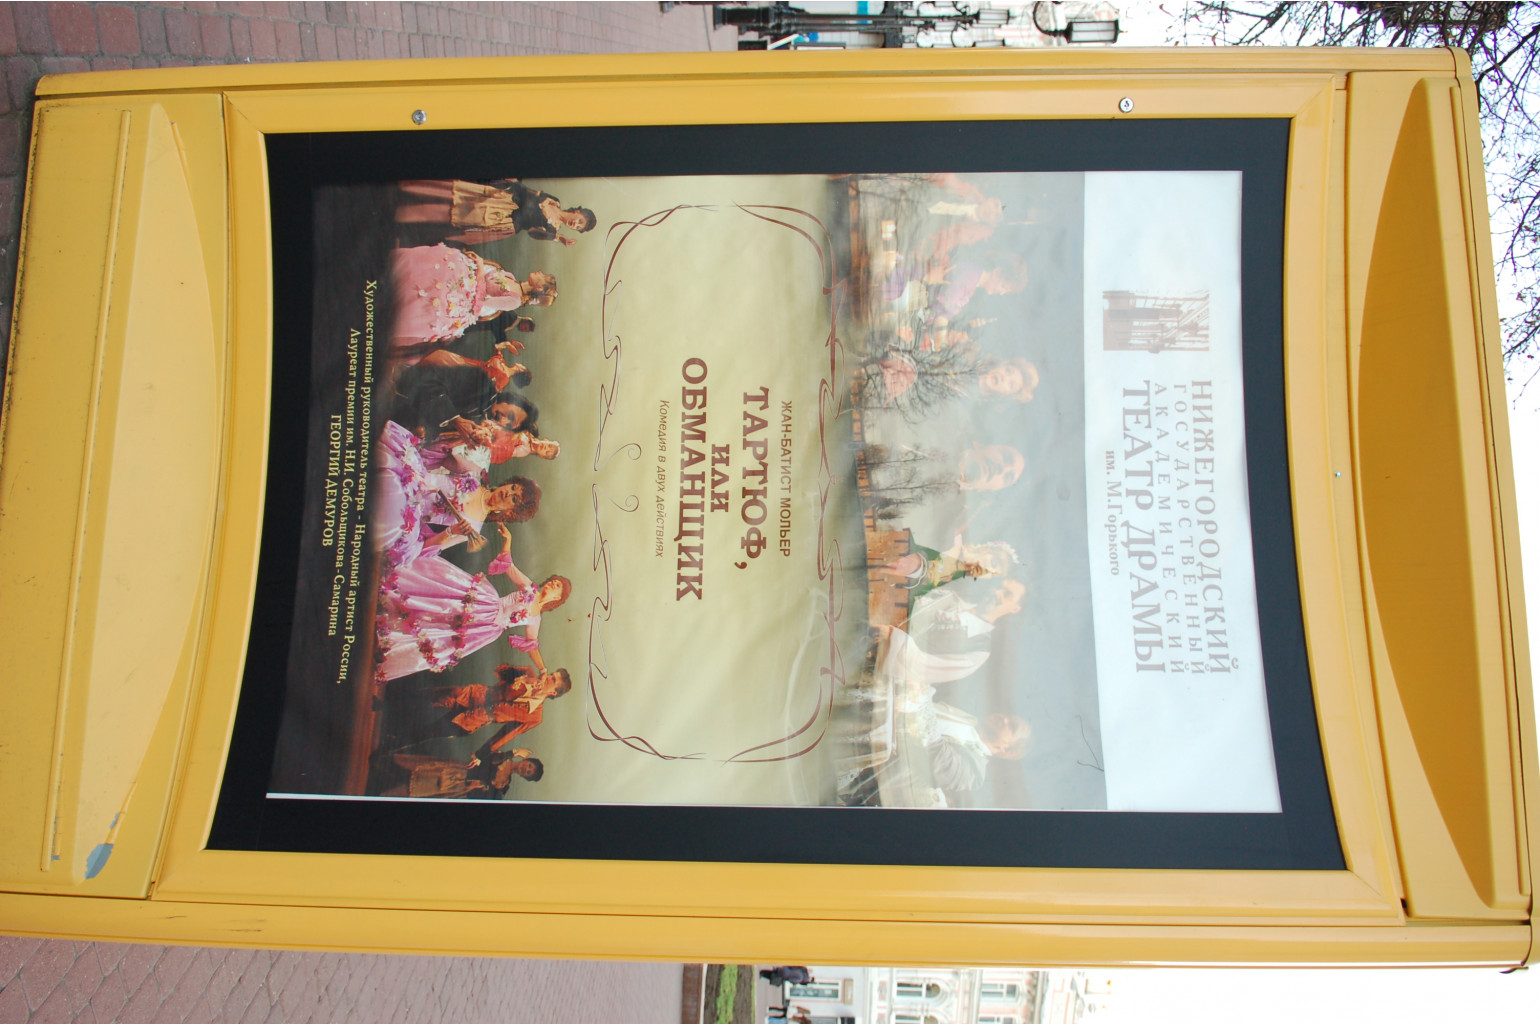 НИЖЕГОРОДСКИЙ
ГОСУДАРСТВЕННЫЙ
АКАДЕМИЧЕСКИЙ
ТЕАТР ДРАМЫ
им. М.Горького
ЖАН-БАТИСТ МОЛЬЕР
ТАРТЮФ,
ИЛИ
ОБМАНЩИК
Комедия в двух действиях
Художественный руководитель театра - Народный артист России,
Лауреат премии им. Н.И. Собольщикова-Самарина
ГЕОРГИЙ ДЕМУРОВ